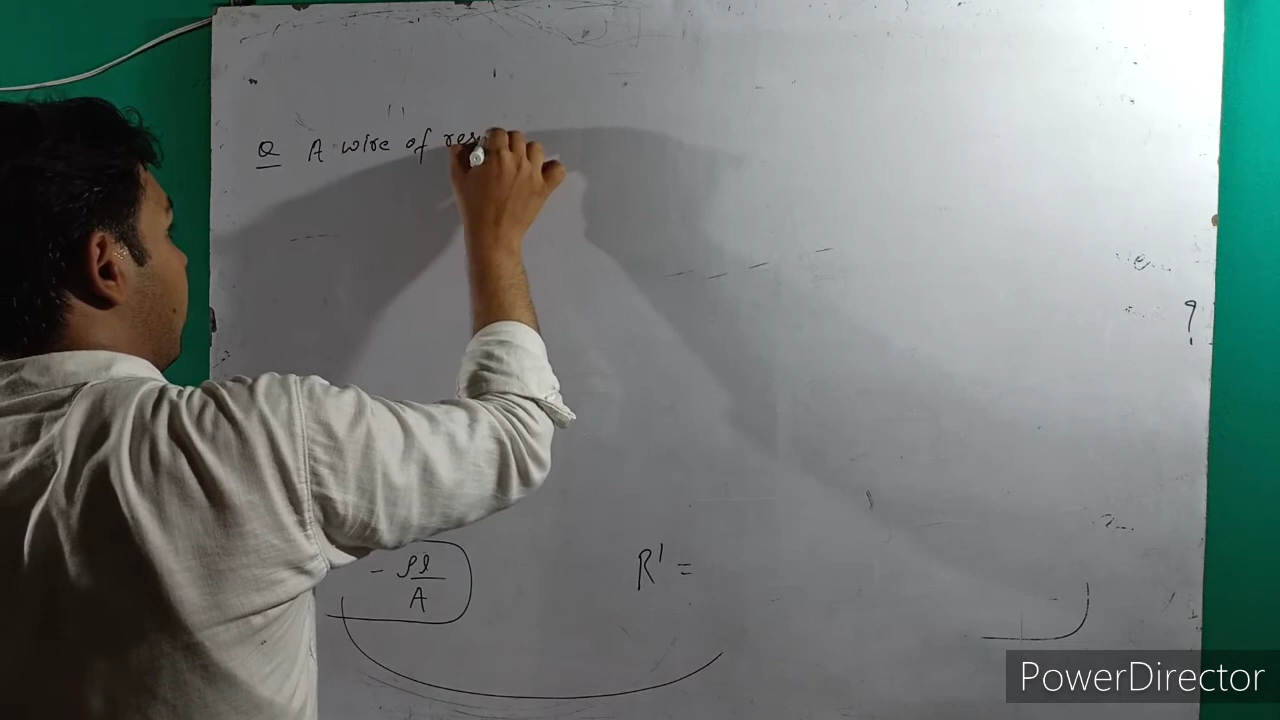 Q A wire of res
- ρl
A
R' =
PowerDirector